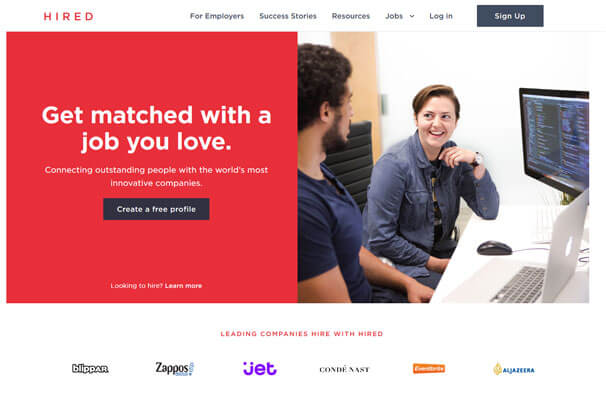 HIRED
For Employers Success Stories Resources Jobs Log in Sign Up
Get matched with a
job you love.
Connecting outstanding people with the world's most
innovative companies.
Create a free profile
Looking to hire? Learn more
LEADING COMPANIES HIRE WITH HIRED
blippar Zappos jet CONDÉ NAST Eventbrite ALJAZEERA